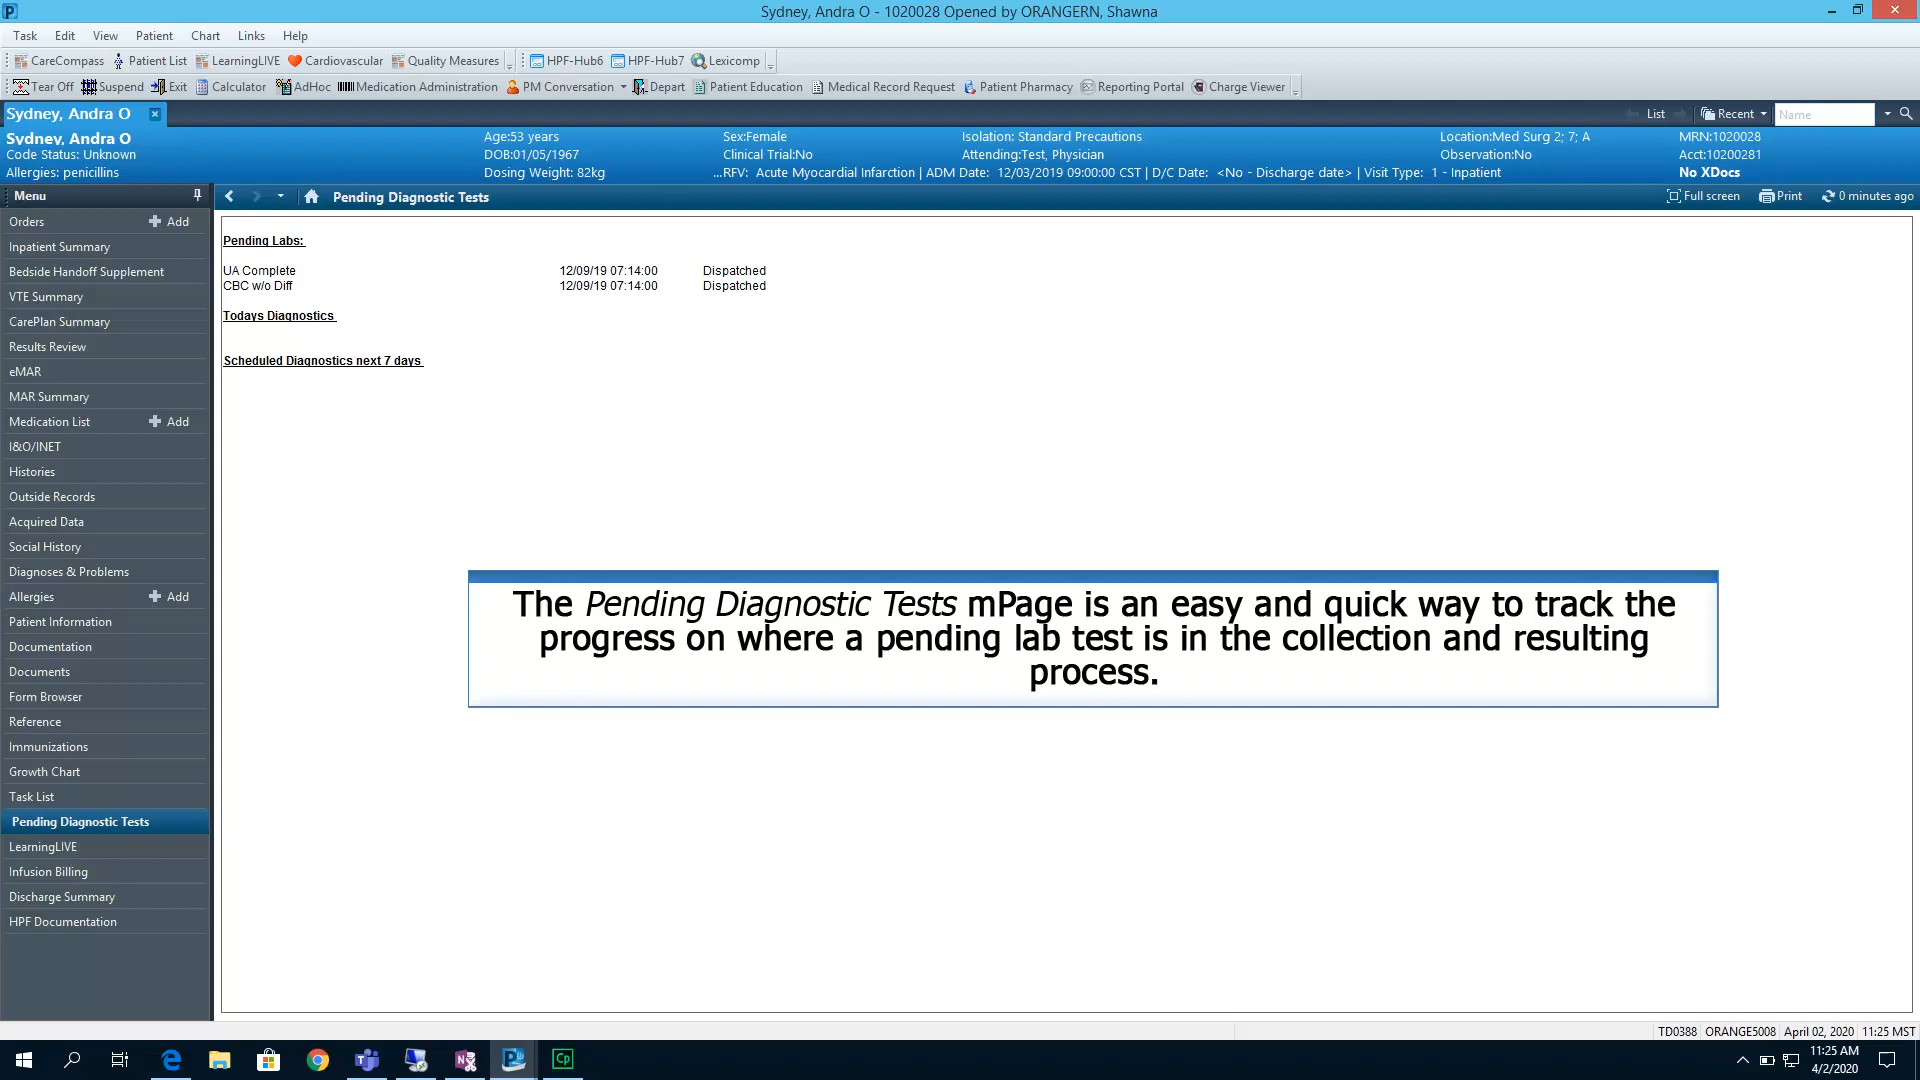 Sydney, Andra O - 1020028 Opened by ORANGERN, Shawna
Task Edit View Patient Chart Links Help
CareCompass Patient List LearningLIVE Cardiovascular Quality Measures HPF-Hub6 HPF-Hub7 Lexicomp
Tear Off Suspend Exit Calculator AdHoc Medication Administration PM Conversation Depart Patient Education Medical Record Request Patient Pharmacy Reporting Portal Charge Viewer
Sydney, Andra O List Recent Name
Sydney, Andra O Age:53 years Sex:Female Isolation: Standard Precautions Location:Med Surg 2; 7; A MRN:1020028
Code Status: Unknown DOB:01/05/1967 Clinical Trial:No Attending:Test, Physician Observation:No Acct:10200281
Allergies: penicillins Dosing Weight: 82kg ...RFV: Acute Myocardial Infarction | ADM Date: 12/03/2019 09:00:00 CST | D/C Date: <No - Discharge date> | Visit Type: 1 - Inpatient No XDocs
Menu Pending Diagnostic Tests Full screen Print 0 minutes ago
Orders Add
Inpatient Summary
Bedside Handoff Supplement
VTE Summary
CarePlan Summary
Results Review
eMAR
MAR Summary
Medication List Add
I&O/INET
Histories
Outside Records
Acquired Data
Social History
Diagnoses & Problems
Allergies Add
Patient Information
Documentation
Documents
Form Browser
Reference
Immunizations
Growth Chart
Task List
Pending Diagnostic Tests
LearningLIVE
Infusion Billing
Discharge Summary
HPF Documentation
Pending Labs:
UA Complete 12/09/19 07:14:00 Dispatched
CBC w/o Diff 12/09/19 07:14:00 Dispatched
Todays Diagnostics
Scheduled Diagnostics next 7 days
The Pending Diagnostic Tests mPage is an easy and quick way to track the
progress on where a pending lab test is in the collection and resulting
process.
TD0388 ORANGE5008 April 02, 2020 11:25 MST
11:25 AM
4/2/2020